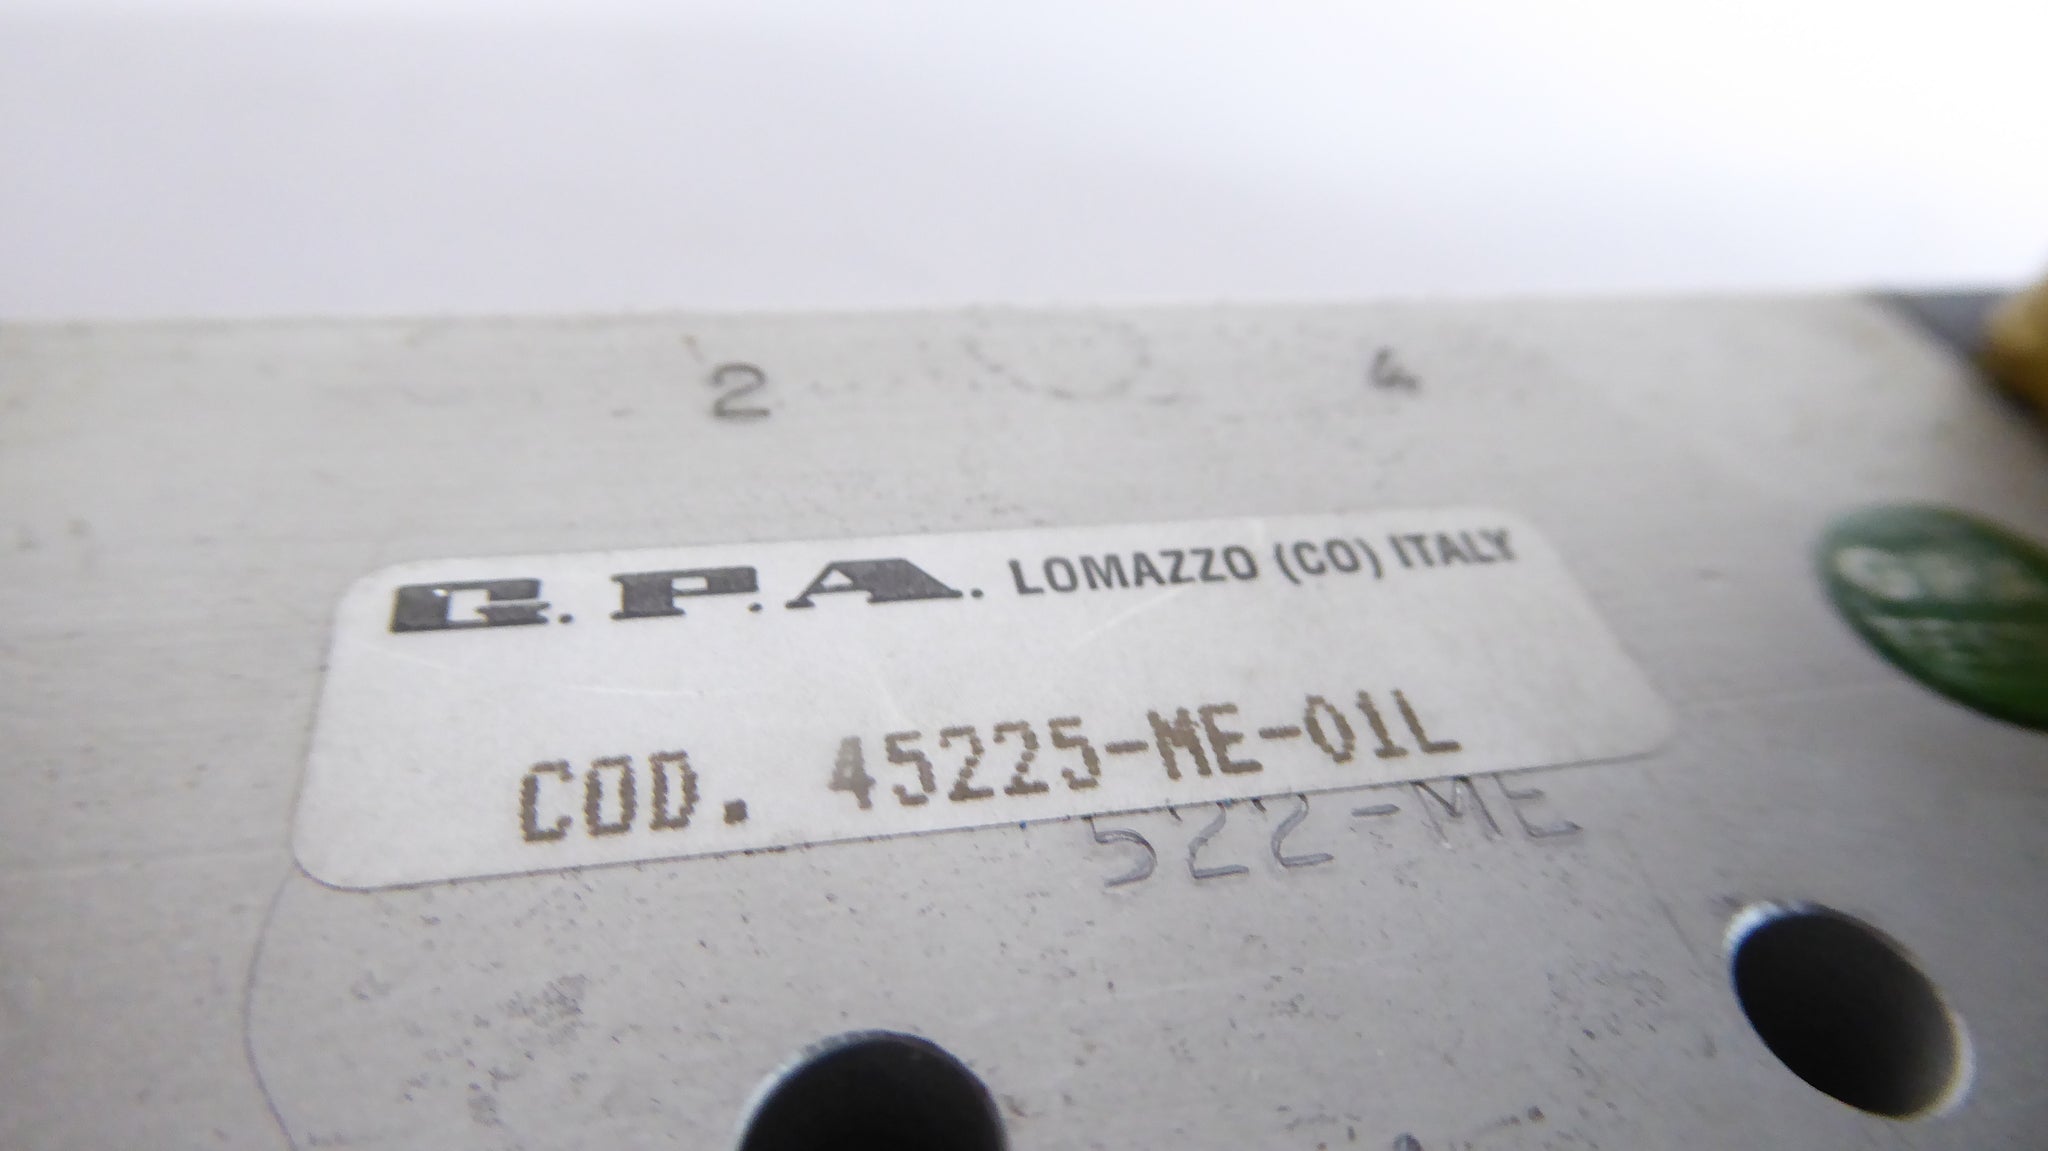 2 4
G.P.A. LOMAZZO (CO) ITALY
COD. 45225-ME-01L
522-ME